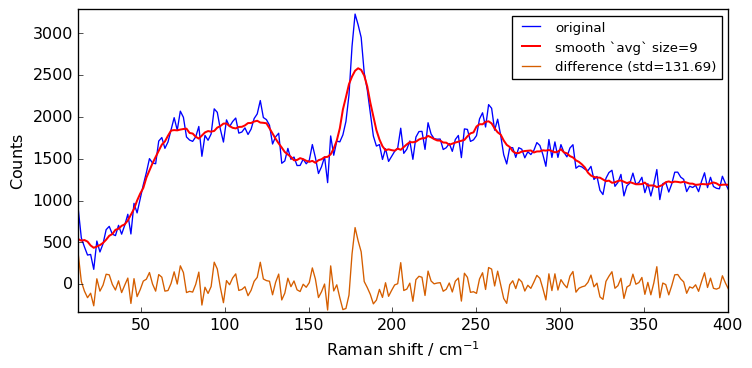 3000
2500
2000
1500
1000
500
0
Counts
original
smooth `avg` size=9
difference (std=131.69)
50 100 150 200 250 300 350 400
Raman shift / cm⁻¹